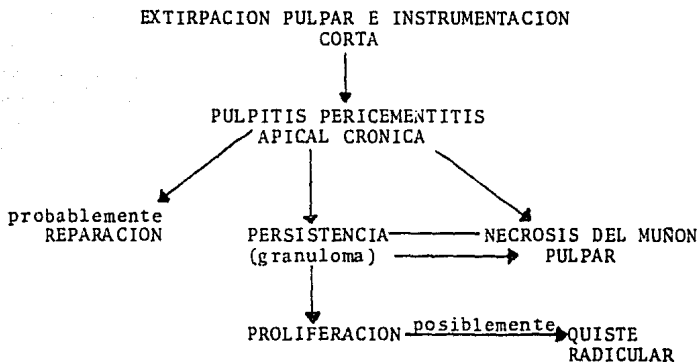 EXTIRPACION PULPAR E INSTRUMENTACION
CORTA
PULPITIS PERICEMENTITIS
APICAL CRONICA
probablemente
REPARACION
PERSISTENCIA
(granuloma)
NECROSIS DEL MUÑON
PULPAR
PROLIFERACION posiblemente QUISTE
RADICULAR